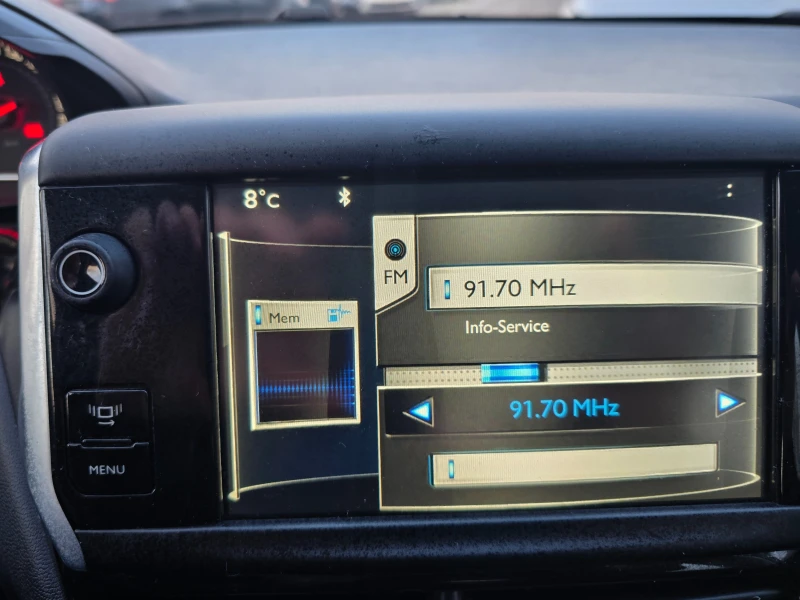 8°C
FM
91.70 MHz
Info-Service
Mem
91.70 MHz
MENU